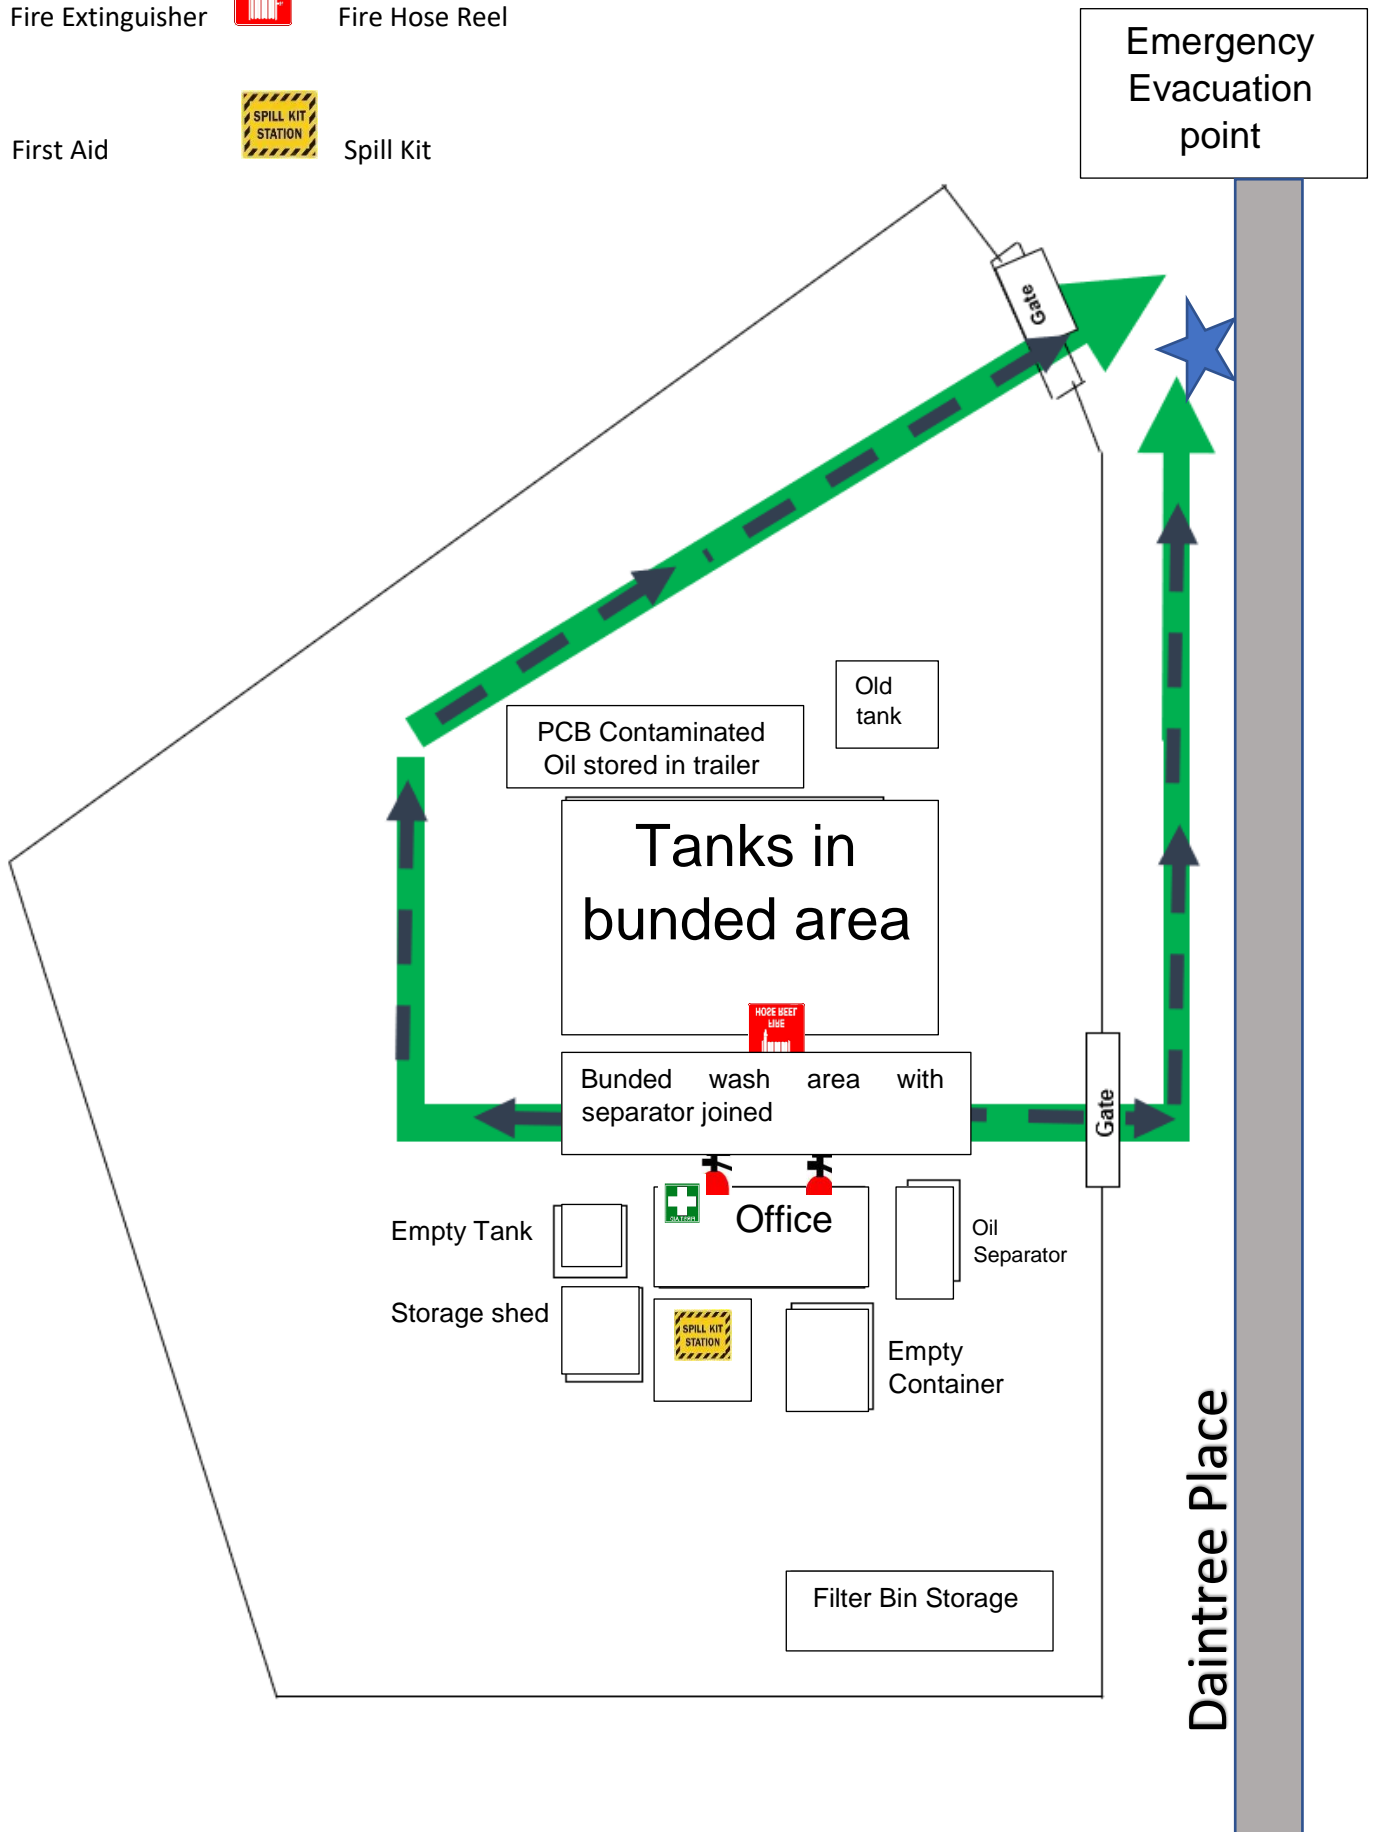 Fire Extinguisher
Fire Hose Reel
Emergency
Evacuation
point
First Aid
SPILL KIT
STATION
Spill Kit
Gate
Old
tank
PCB Contaminated
Oil stored in trailer
Tanks in
bunded area
FIRE
HOSE REEL
Bunded wash area with
separator joined
Gate
Office
Empty Tank
Oil
Separator
Storage shed
SPILL KIT
STATION
Empty
Container
Daintree Place
Filter Bin Storage